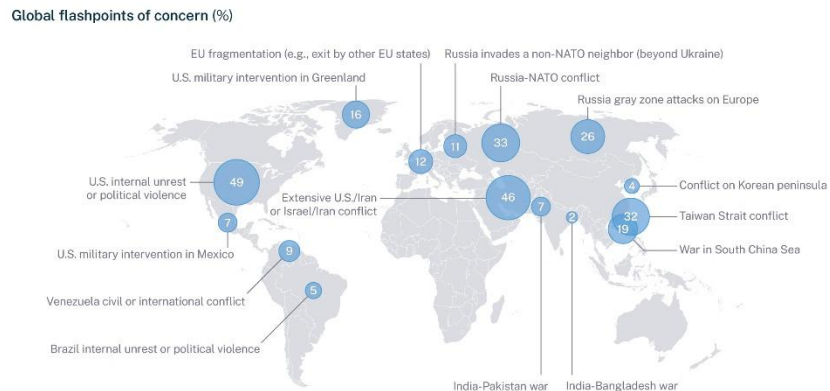 Global flashpoints of concern (%)
EU fragmentation (e.g., exit by other EU states)
Russia invades a non-NATO neighbor (beyond Ukraine)
U.S. military intervention in Greenland
Russia-NATO conflict
Russia gray zone attacks on Europe
16
11
33
26
12
49
U.S. internal unrest
or political violence
Extensive U.S./Iran
or Israel/Iran conflict
46
4
Conflict on Korean peninsula
7
7
2
32
Taiwan Strait conflict
19
U.S. military intervention in Mexico
9
War in South China Sea
Venezuela civil or international conflict
5
Brazil internal unrest or political violence
India-Pakistan war
India-Bangladesh war